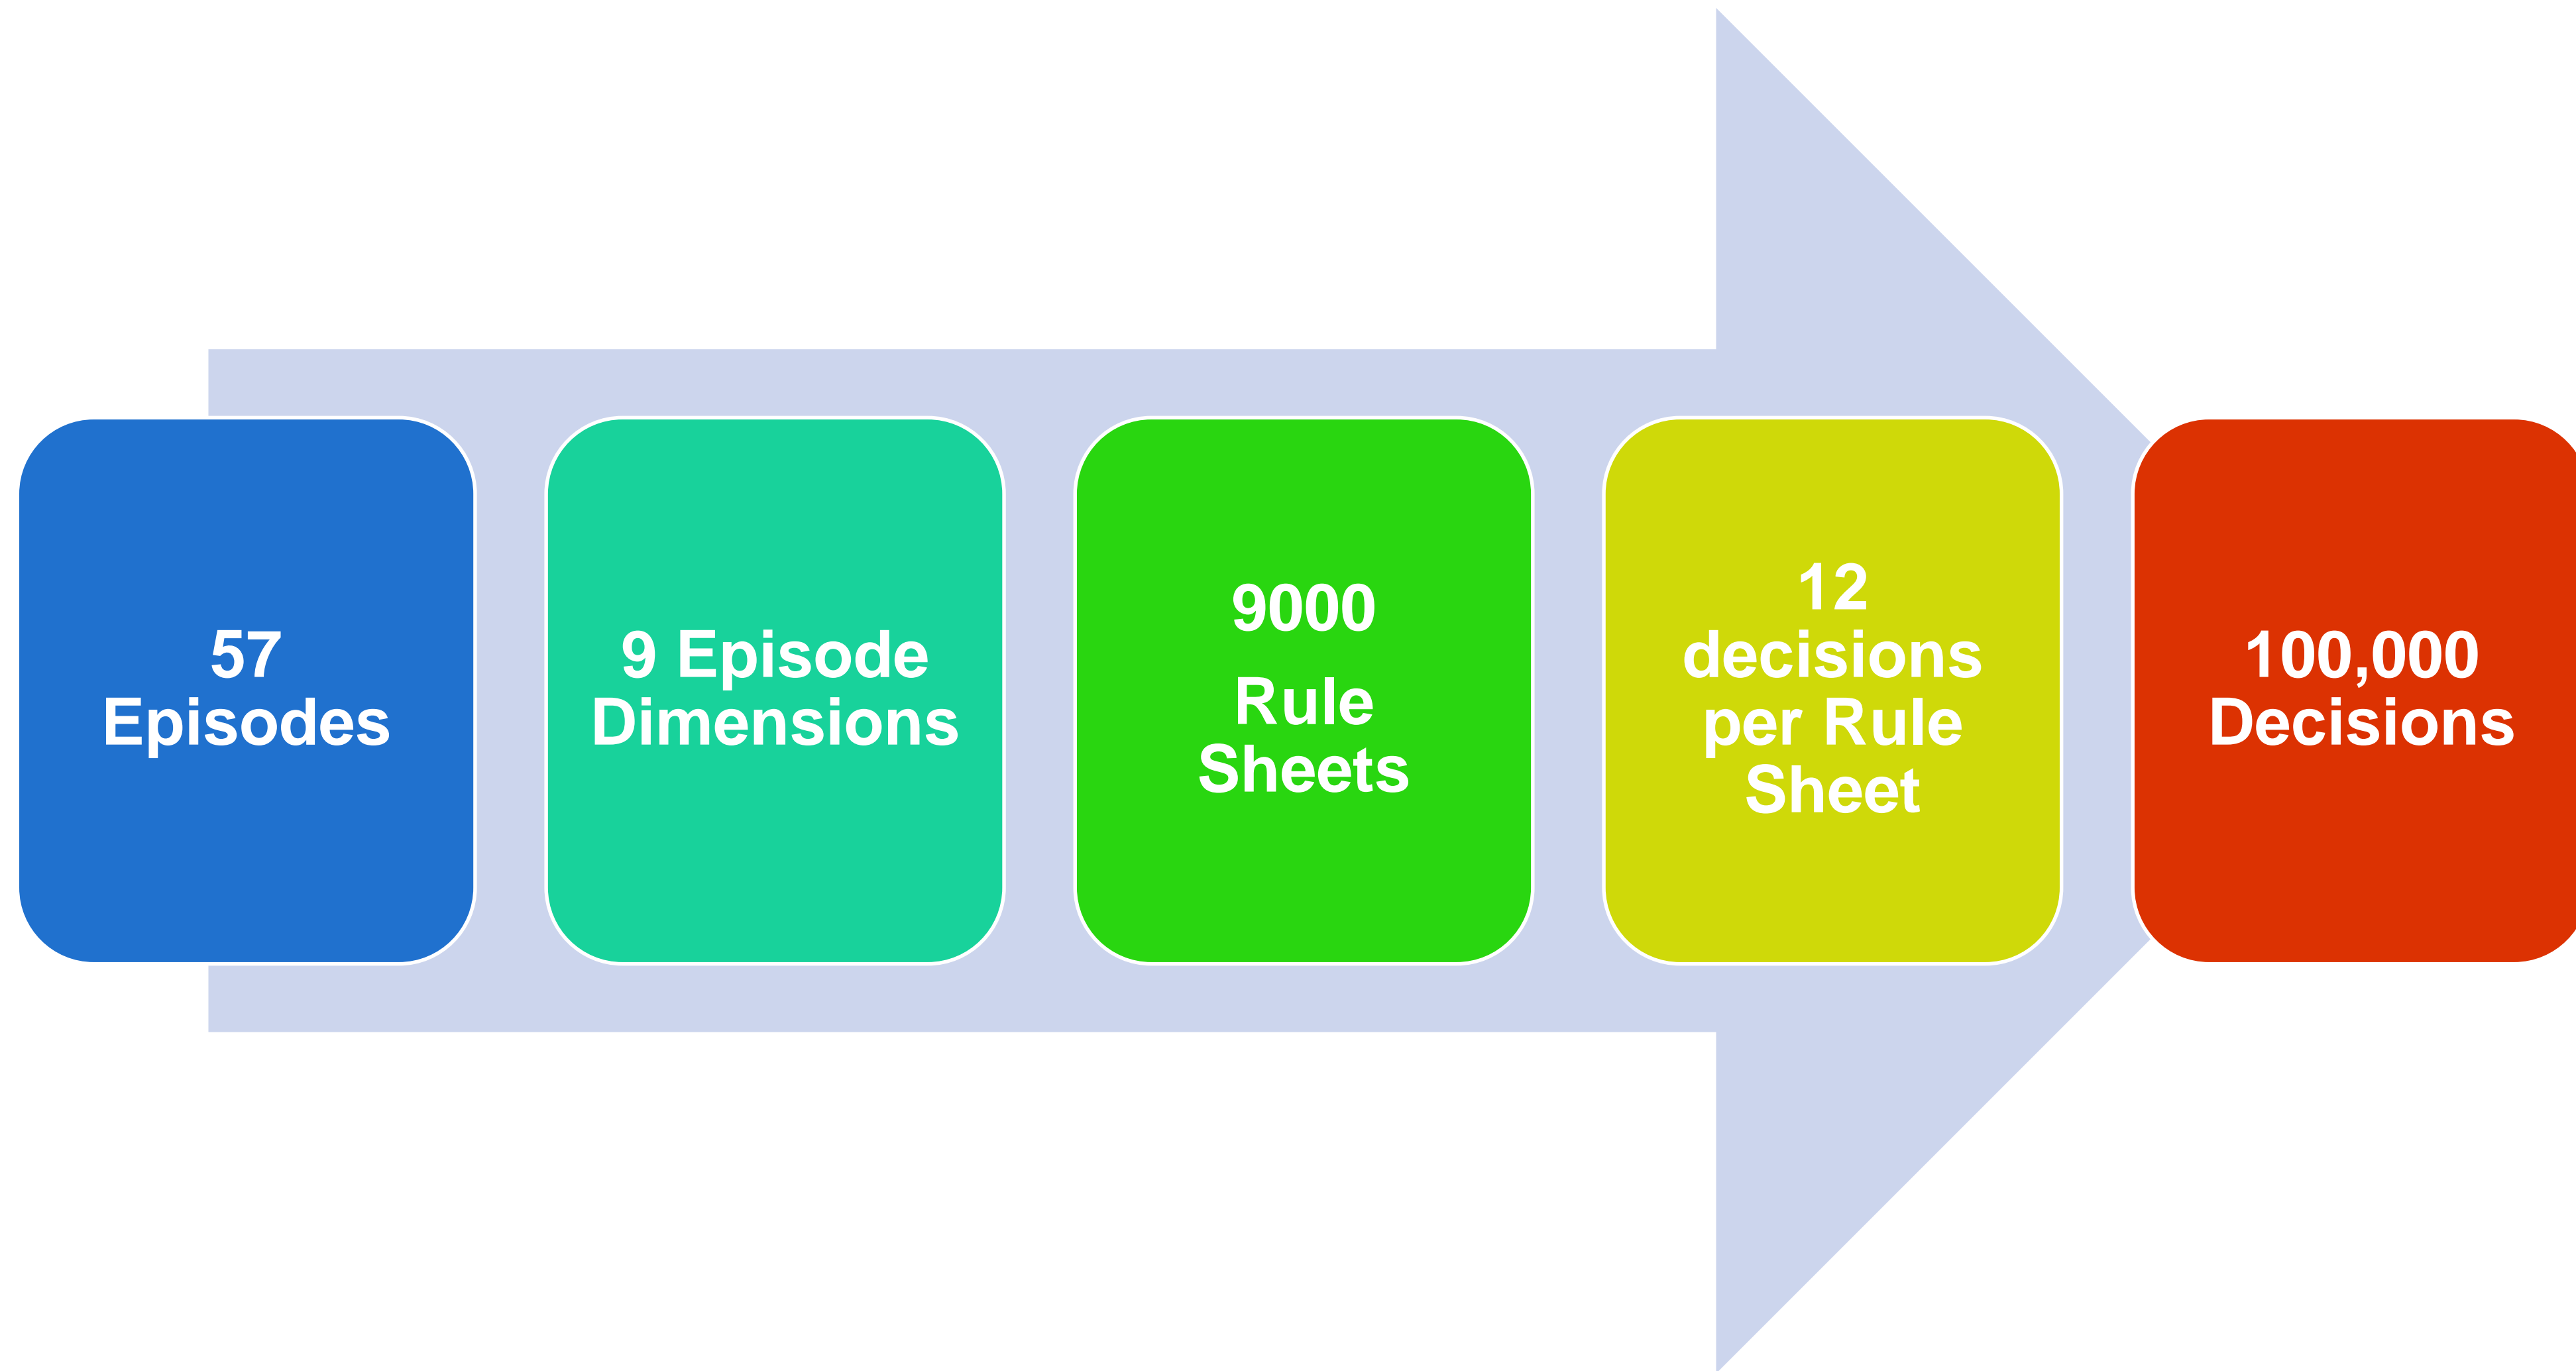 57
Episodes
9 Episode
Dimensions
9000
Rule
Sheets
12
decisions
per Rule
Sheet
100,000
Decisions